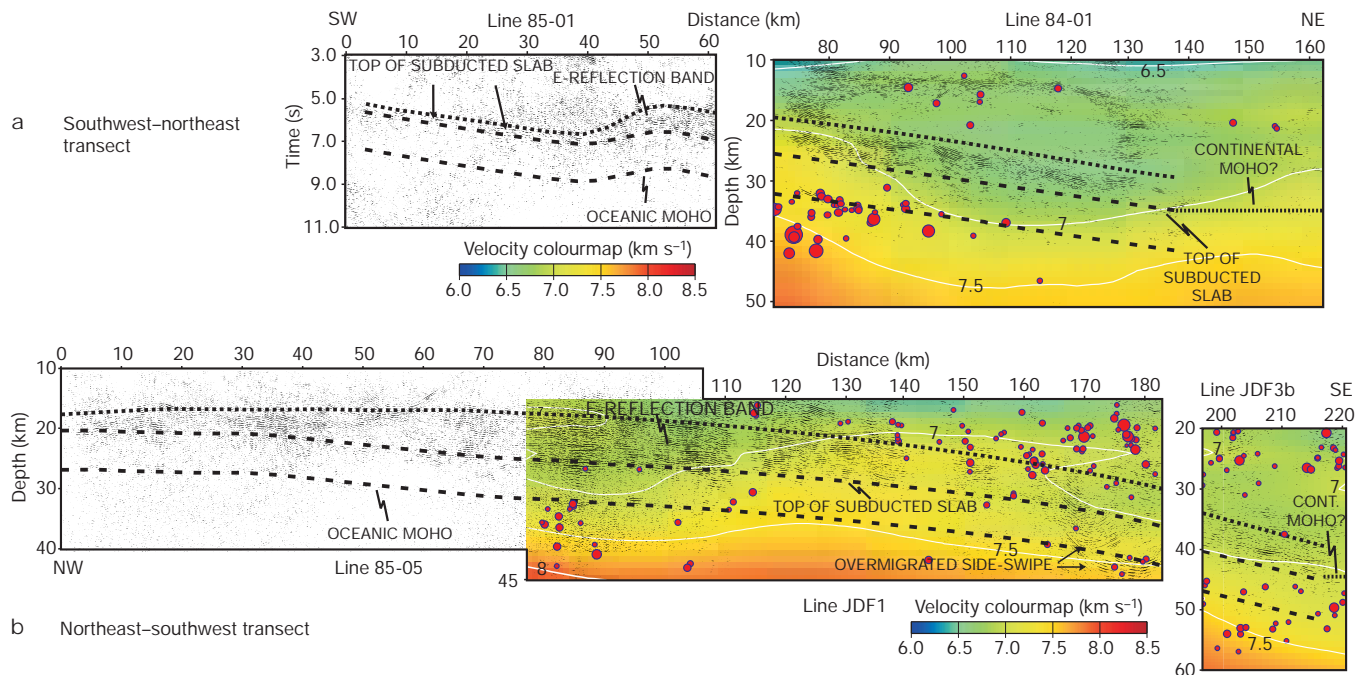 SW Line 85-01 Distance (km) Line 84-01 NE
0 10 20 30 40 50 60
80 90 100 110 120 130 140 150 160
3.0
5.0
7.0
9.0
11.0
Time (s)
TOP OF SUBDUCTED SLAB
E-REFLECTION BAND
OCEANIC MOHO
a Southwest–northeast
transect
10
20
30
40
50
Depth (km)
6.5
7
7.5
CONTINENTAL
MOHO?
TOP OF
SUBDUCTED
SLAB
Velocity colourmap (km s⁻¹)
6.0 6.5 7.0 7.5 8.0 8.5
0 10 20 30 40 50 60 70 80 90 100
Distance (km)
110 120 130 140 150 160 170 180
10
20
30
40
Depth (km)
45
E-REFLECTION BAND
7
TOP OF SUBDUCTED SLAB
OCEANIC MOHO
7.5
OVERMIGRATED SIDE-SWIPE
8
NW Line 85-05
Line JDF1
Line JDF3b SE
200 210 220
20
30
40
50
60
7
7
CONT.
MOHO?
7.5
Velocity colourmap (km s⁻¹)
6.0 6.5 7.0 7.5 8.0 8.5
b Northeast–southwest transect